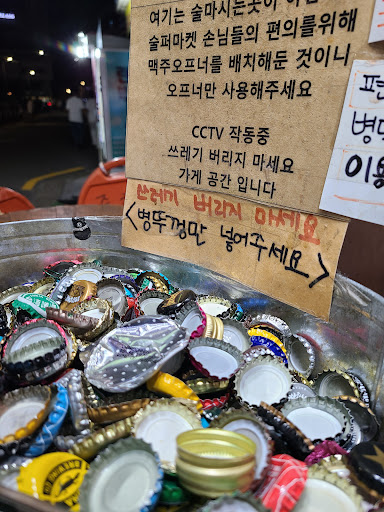 여기는 술마시는곳이
술퍼마켓 손님들의 편의를위해
맥주오프너를 배치해둔 것이니
오프너만 사용해주세요
CCTV 작동중
쓰레기 버리지 마세요
가게 공간 입니다
쓰레기 버리지 마세요
<병뚜껑만 넣어주세요>
병뚜
이용